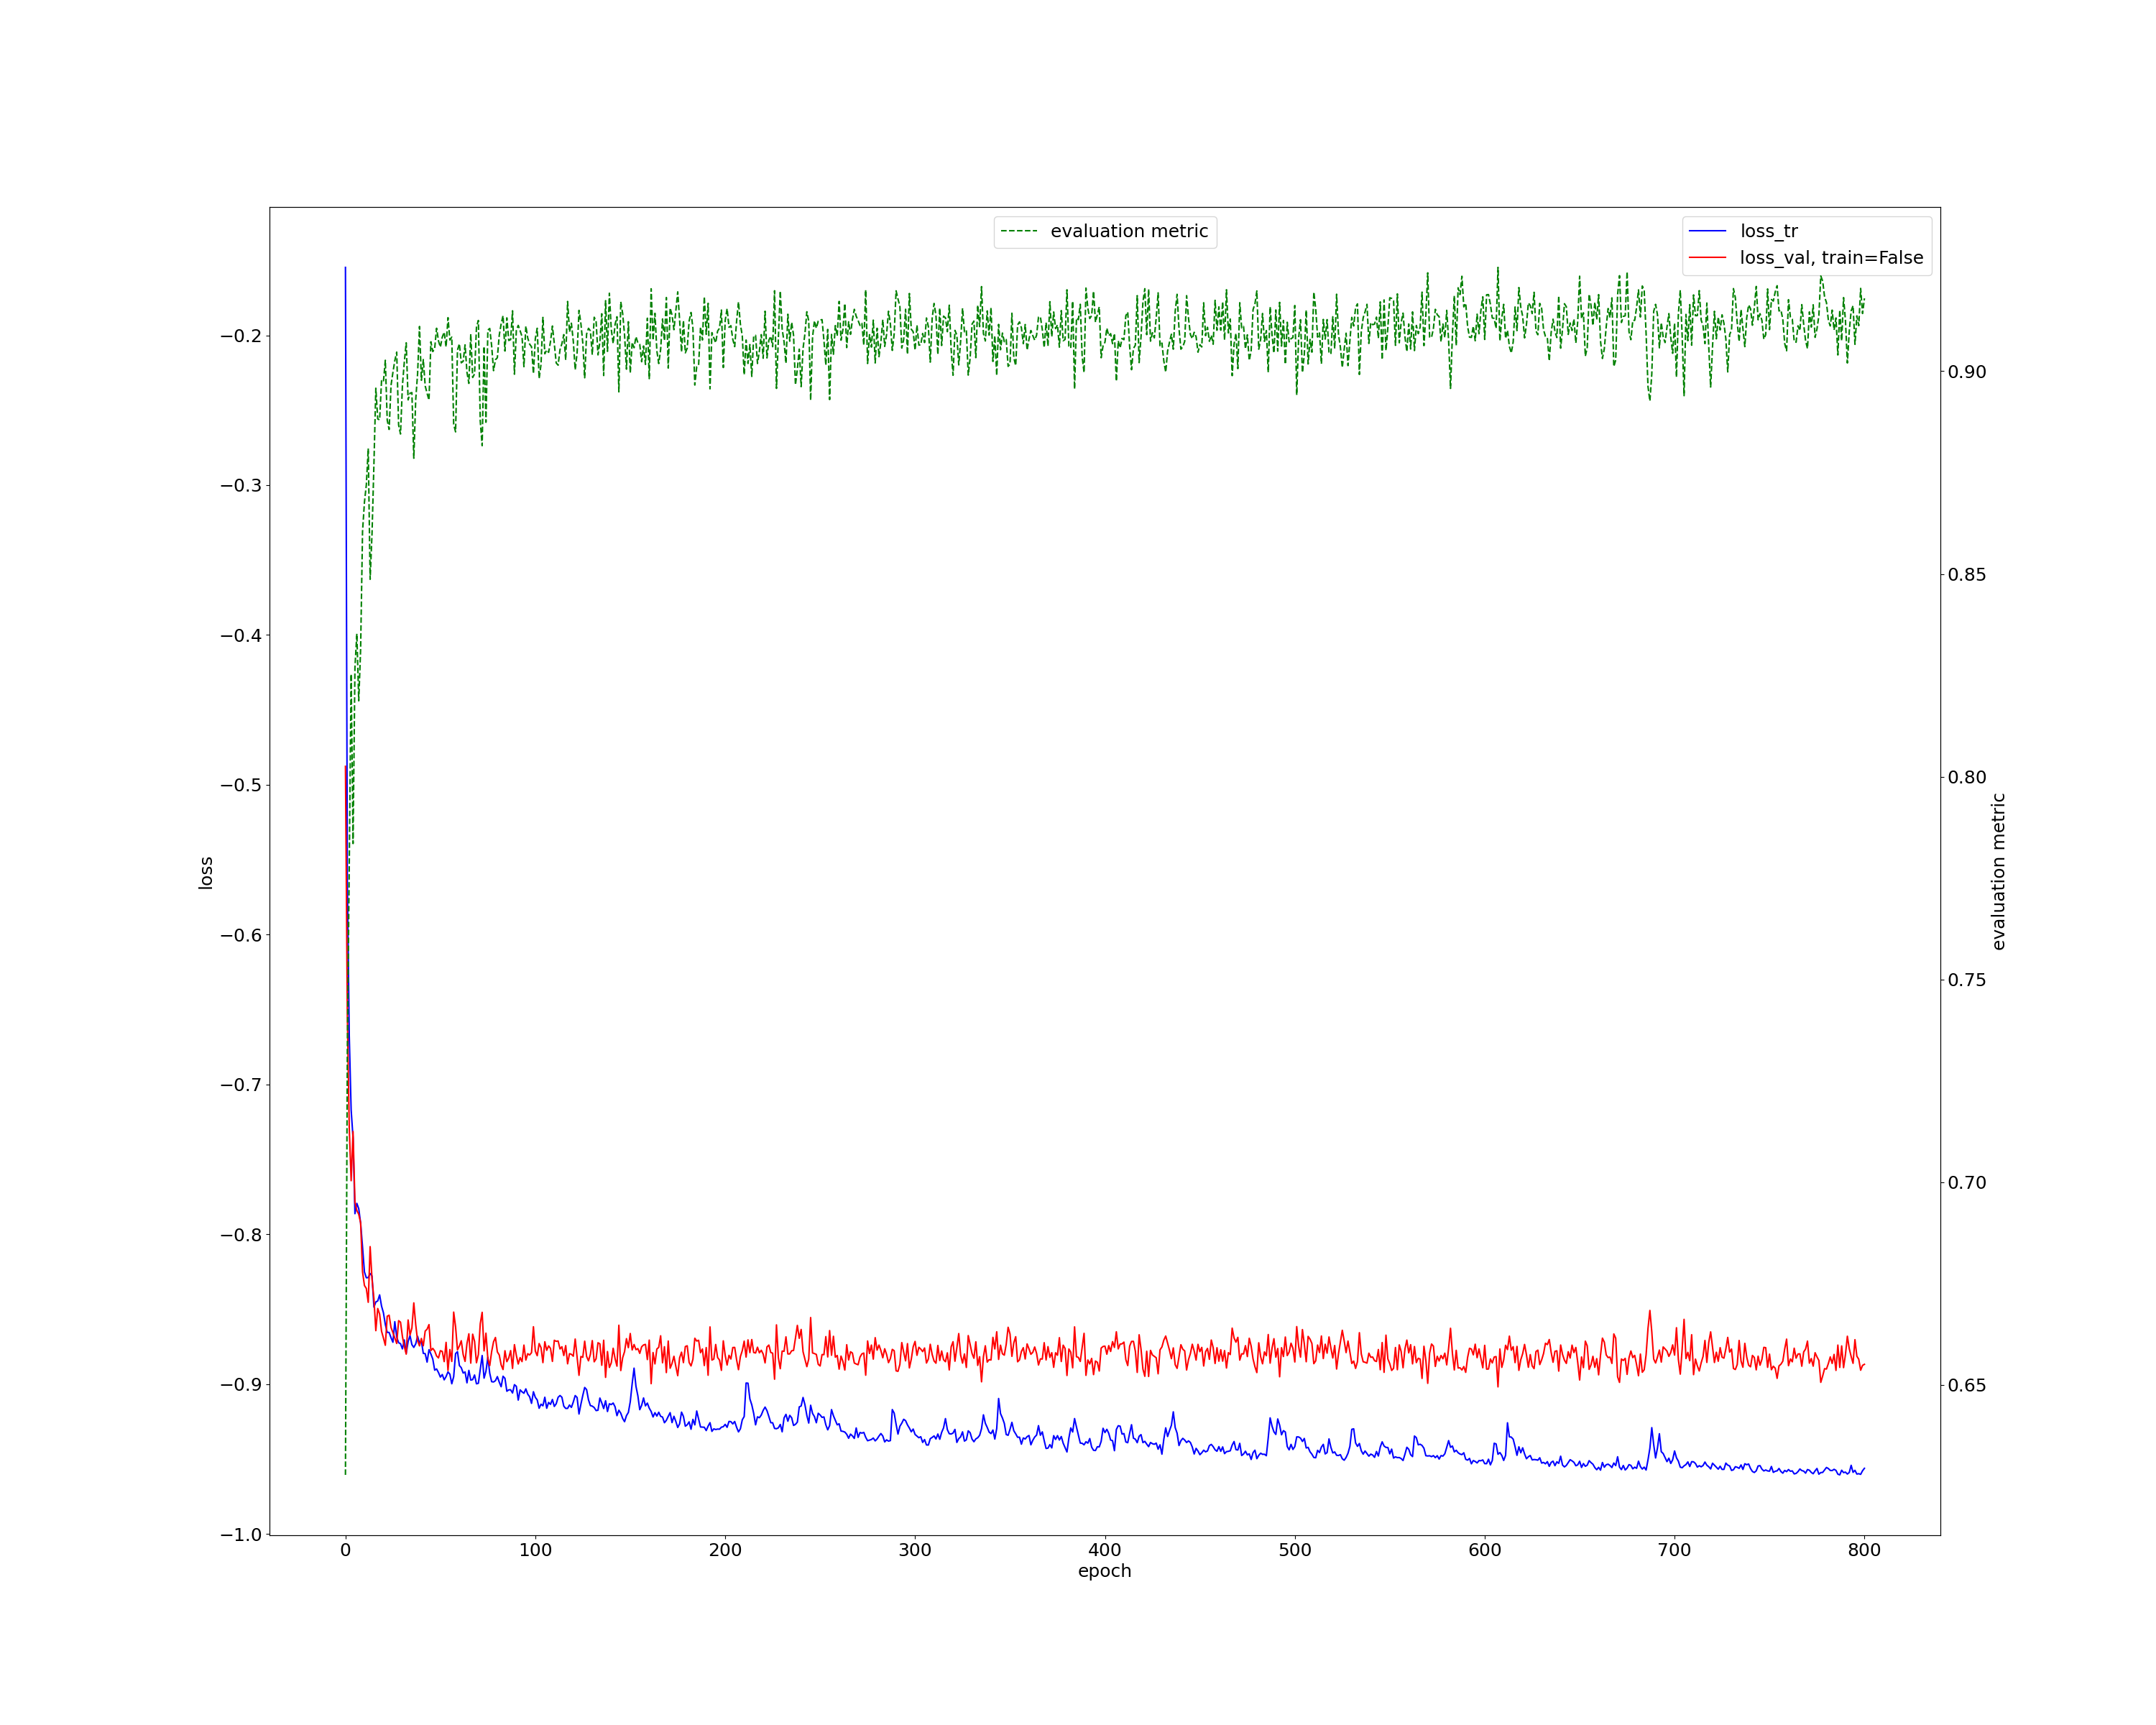 evaluation metric
loss_tr
loss_val, train=False
−0.2
−0.3
−0.4
−0.5
−0.6
−0.7
−0.8
−0.9
−1.0
loss
0.90
0.85
0.80
0.75
0.70
0.65
evaluation metric
0 100 200 300 400 500 600 700 800
epoch